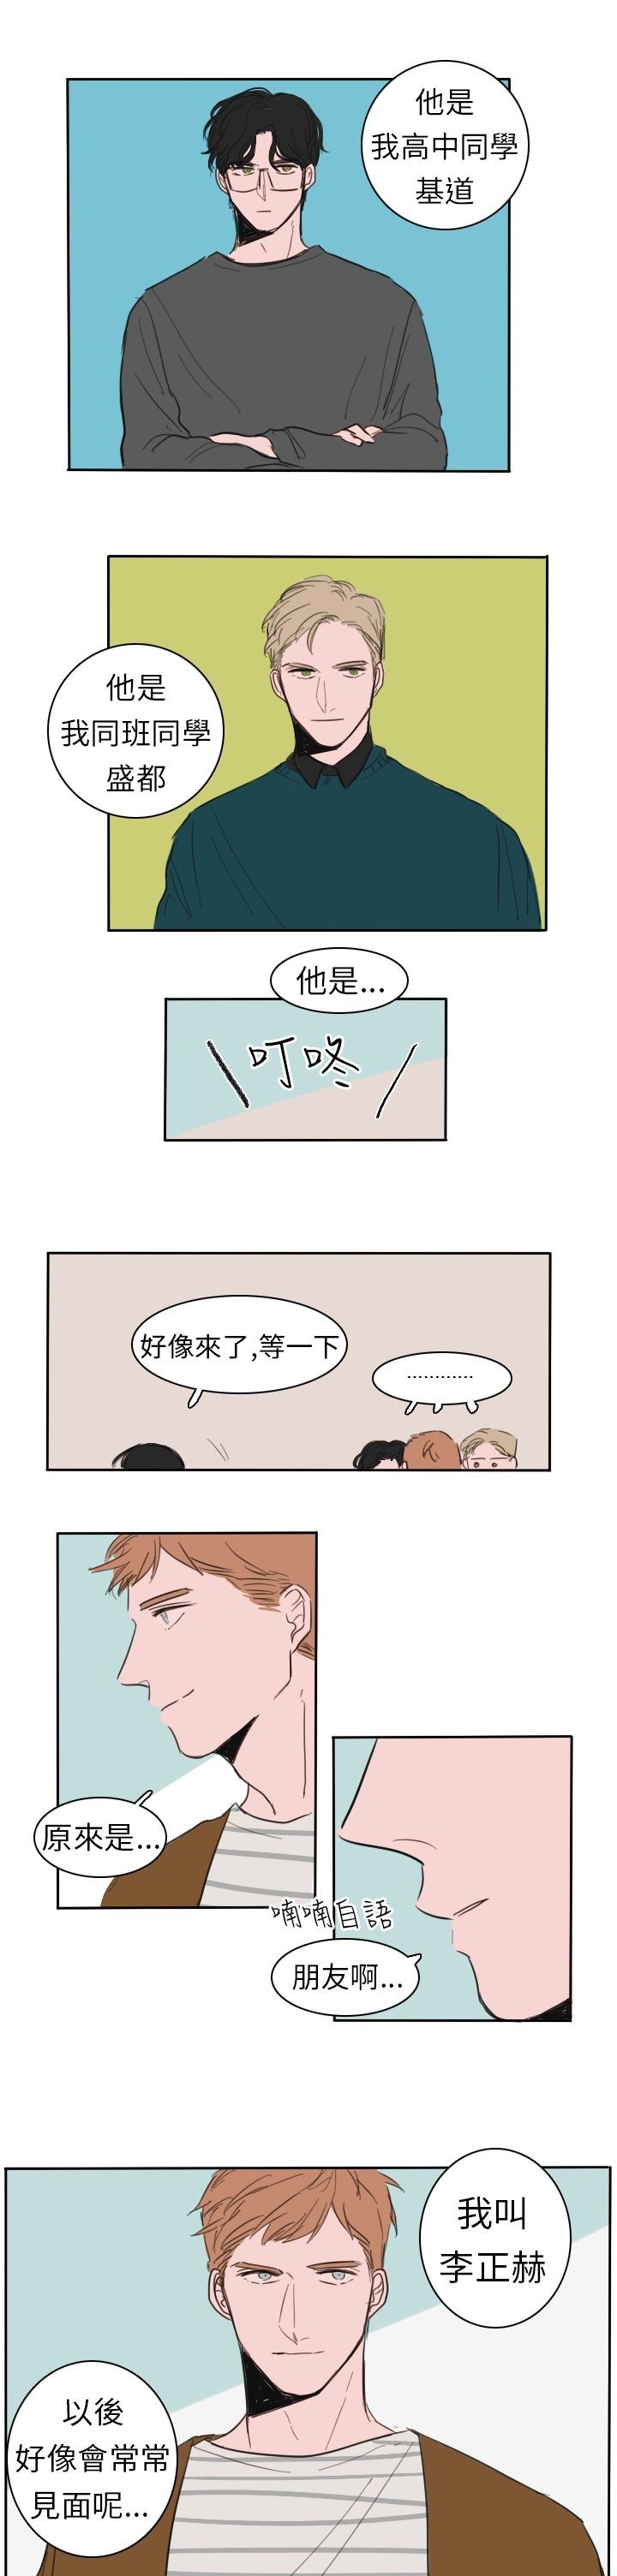 他是
我高中同學
基道
他是
我同班同學
盛都
他是...
叮咚
好像來了,等一下
............
原來是...
喃喃自語
朋友啊...
我叫
李正赫
以後
好像會常常
見面呢...